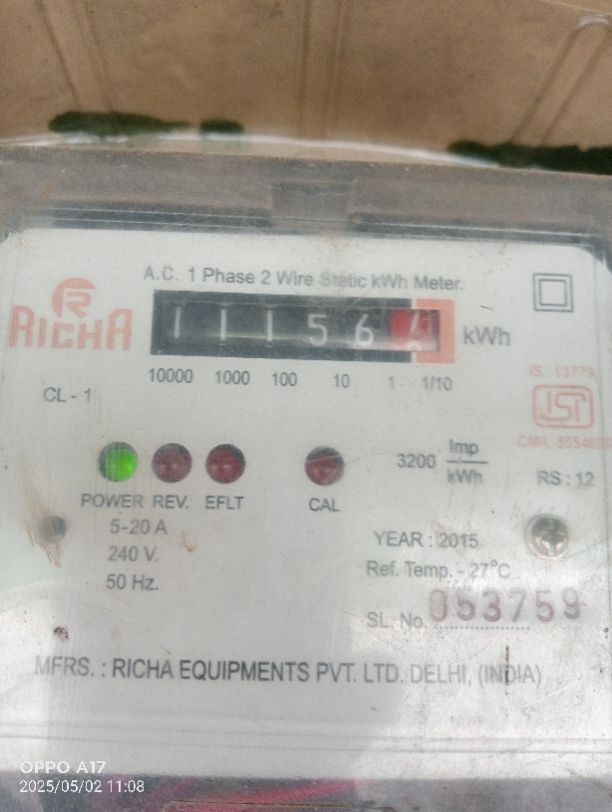 A.C. 1 Phase 2 Wire Static kWh Meter.
R
RICHA
1 1 1 5 6 kWh
10000 1000 100 10 1 1/10
CL - 1
IS : 13779
ISI
3200 Imp/kWh
RS : 12
POWER REV. EFLT CAL
5-20 A
240 V.
50 Hz.
YEAR : 2015
Ref. Temp. - 27°C
SL. No. 053759
MFRS. : RICHA EQUIPMENTS PVT. LTD. DELHI, (INDIA)
OPPO A17
2025/05/02 11:08